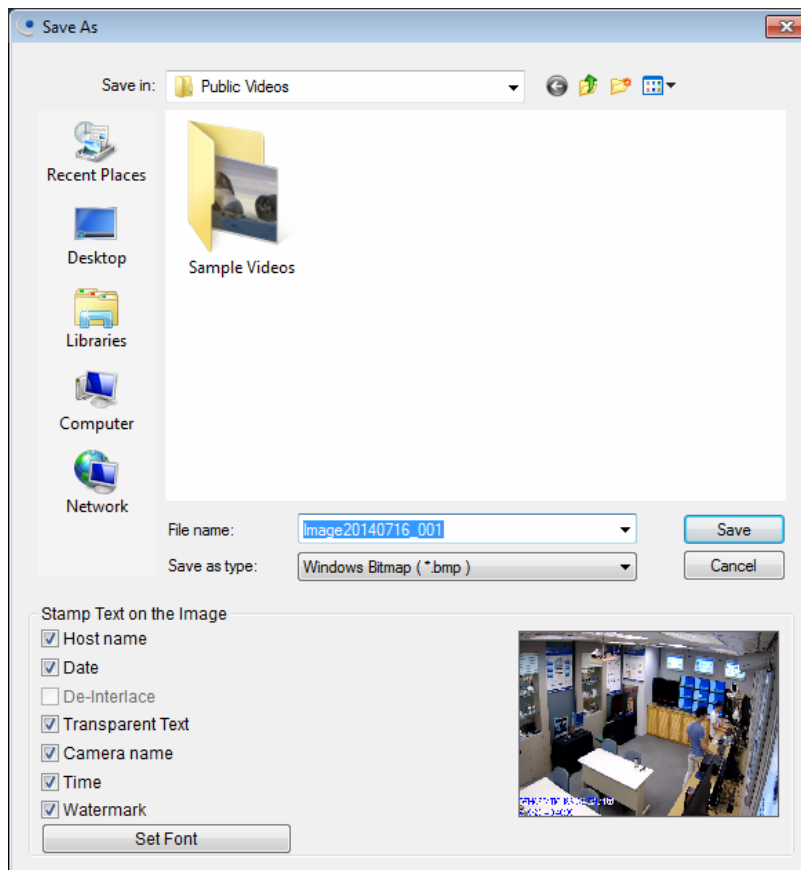 Save As
Save in:
Public Videos
Recent Places
Desktop
Libraries
Computer
Network
Sample Videos
File name:
Image20140716_001
Save
Save as type:
Windows Bitmap ( *.bmp )
Cancel
Stamp Text on the Image
Host name
Date
De-Interlace
Transparent Text
Camera name
Time
Watermark
Set Font